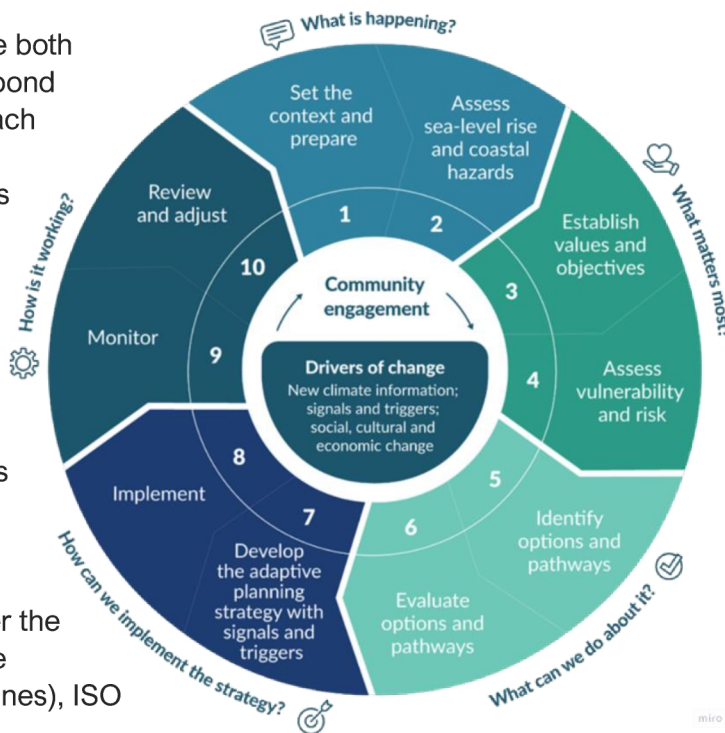 e both
pond
ach
s
s
er the
e
nes), ISO
What is happening?
Set the
context and
prepare
1
Assess
sea-level rise
and coastal
hazards
2
What matters most?
Establish
values and
objectives
3
Assess
vulnerability
and risk
4
What can we do about it?
Identify
options and
pathways
5
Evaluate
options and
pathways
6
How can we implement the strategy?
Develop
the adaptive
planning
strategy with
signals and
triggers
7
Implement
8
How is it working?
Monitor
9
Review
and adjust
10
Community
engagement
Drivers of change
New climate information;
signals and triggers;
social, cultural and
economic change
miro